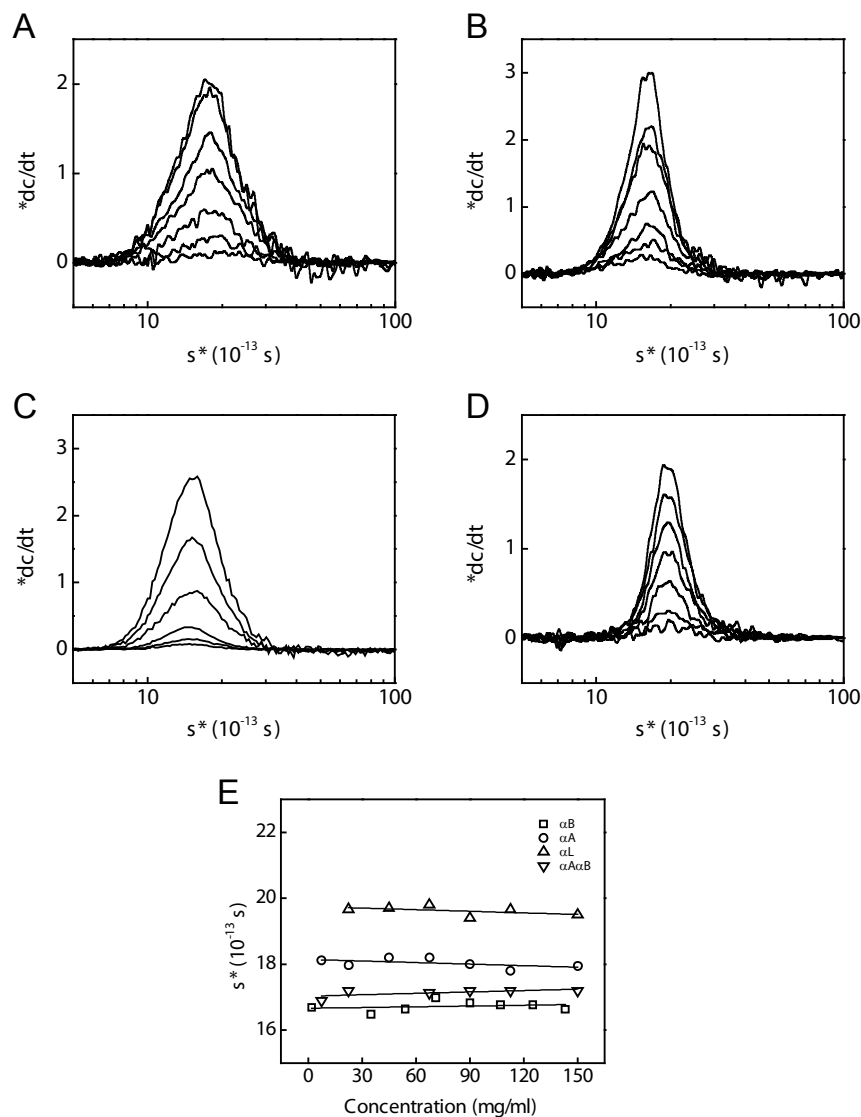 A
2
1
0
*dc/dt
10
100
s* (10⁻¹³ s)
B
3
2
1
0
*dc/dt
10
100
s* (10⁻¹³ s)
C
3
2
1
0
*dc/dt
10
100
s* (10⁻¹³ s)
D
2
1
0
*dc/dt
10
100
s* (10⁻¹³ s)
E
22
20
18
16
s* (10⁻¹³ s)
αB
αA
αL
αAαB
0 30 60 90 120 150
Concentration (mg/ml)